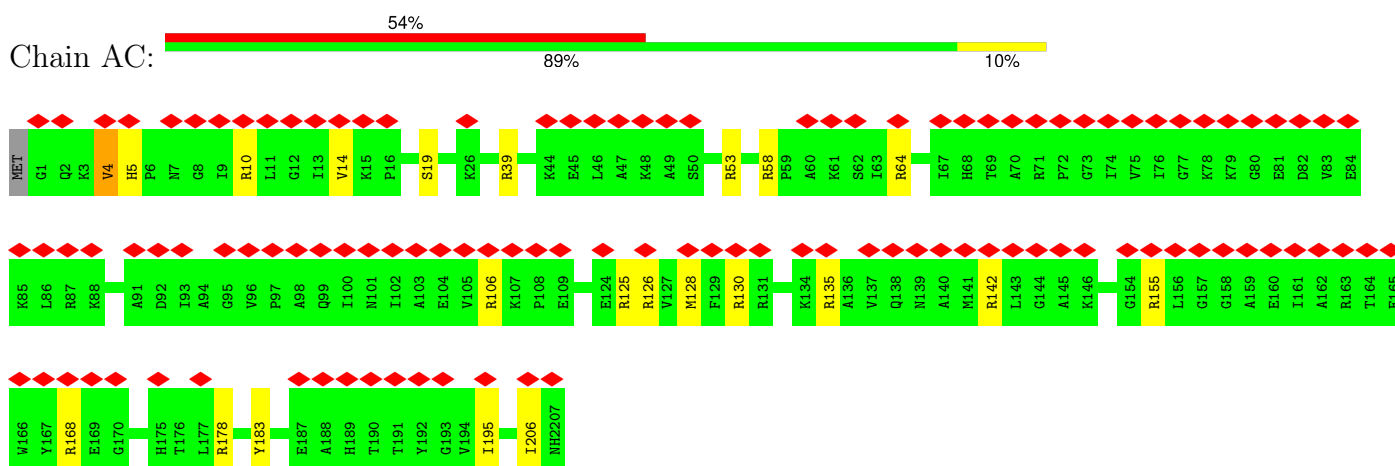 54%
Chain AC:
89% 10%
MET G1 Q2 K3 V4 H5 P6 N7 G8 I9 R10 L11 G12 I13 V14 K15 P16 S19 K26 R39 K44 E45 L46 A47 K48 A49 S50 R53 R58 P59 A60 K61 S62 I63 R64 I67 H68 T69 A70 R71 P72 G73 I74 V75 I76 G77 K78 K79 G80 E81 D82 V83 E84
K85 L86 R87 K88 A91 D92 I93 A94 G95 V96 P97 A98 Q99 I100 N101 I102 A103 E104 V105 R106 K107 P108 E109 E124 R125 R126 V127 M128 F129 R130 R131 K134 R135 A136 V137 Q138 N139 A140 M141 R142 L143 G144 A145 K146 G154 R155 L156 G157 G158 A159 E160 I161 A162 R163 T164 E165
W166 Y167 R168 E169 G170 H175 T176 L177 R178 Y183 E187 A188 H189 T190 T191 Y192 G193 V194 I195 I206 NH2207